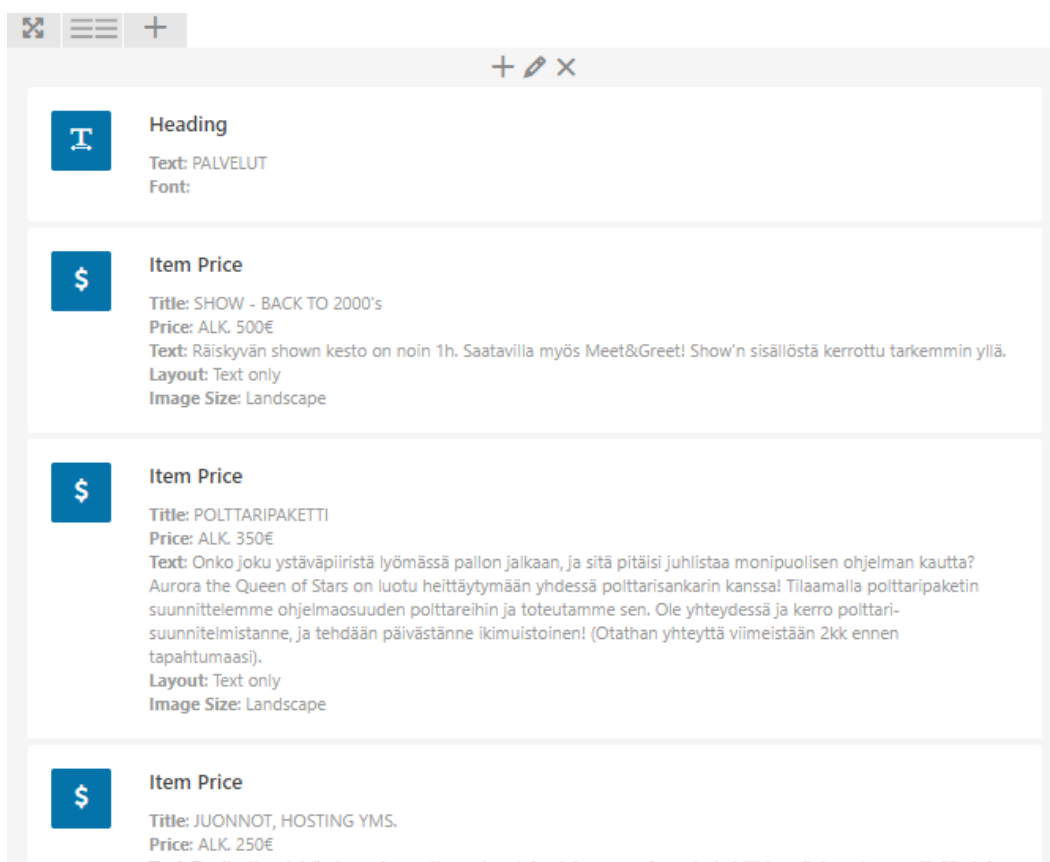 Heading
Text: PALVELUT
Font:
Item Price
Title: SHOW - BACK TO 2000's
Price: ALK. 500€
Text: Räiskyvän shown kesto on noin 1h. Saatavilla myös Meet&Greet! Show'n sisällöstä kerrottu tarkemmin yllä.
Layout: Text only
Image Size: Landscape
Item Price
Title: POLTTARIPAKETTI
Price: ALK. 350€
Text: Onko joku ystäväpiiristä lyömässä pallon jalkaan, ja sitä pitäisi juhlistaa monipuolisen ohjelman kautta?
Aurora the Queen of Stars on luotu heittäytymään yhdessä polttarisankarin kanssa! Tilaamalla polttaripaketin
suunnittelemme ohjelmaosuuden polttareihin ja toteutamme sen. Ole yhteydessä ja kerro polttari-
suunnitelmistanne, ja tehdään päivästänne ikimuistoinen! (Otathan yhteyttä viimeistään 2kk ennen
tapahtumaasi).
Layout: Text only
Image Size: Landscape
Item Price
Title: JUONNOT, HOSTING YMS.
Price: ALK. 250€